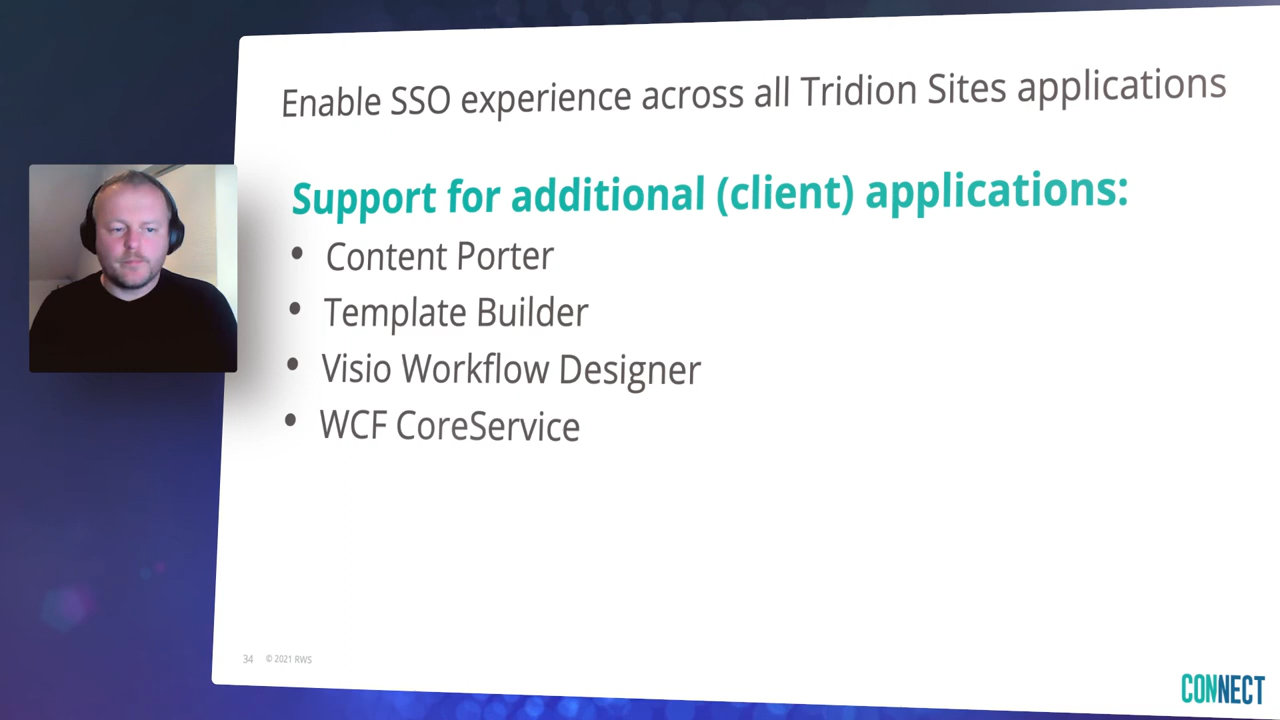 Enable SSO experience across all Tridion Sites applications
Support for additional (client) applications:
• Content Porter
• Template Builder
• Visio Workflow Designer
• WCF CoreService
34 © 2021 RWS
CONNECT